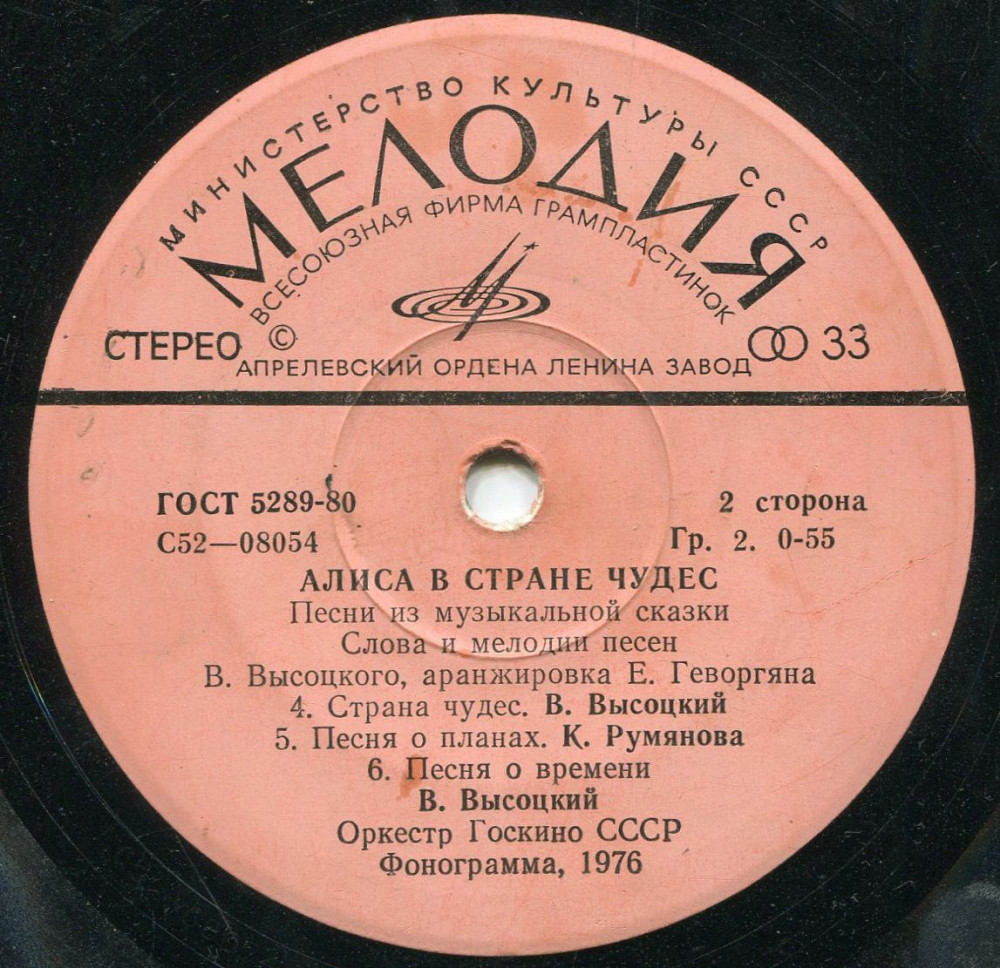 МИНИСТЕРСТВО КУЛЬТУРЫ СССР
МЕЛОДИЯ
ВСЕСОЮЗНАЯ ФИРМА ГРАМПЛАСТИНОК
М
СТЕРЕО © 33
АПРЕЛЕВСКИЙ ОРДЕНА ЛЕНИНА ЗАВОД
ГОСТ 5289-80 2 сторона
С52—08054 Гр. 2. 0-55
АЛИСА В СТРАНЕ ЧУДЕС
Песни из музыкальной сказки
Слова и мелодии песен
В. Высоцкого, аранжировка Е. Геворгяна
4. Страна чудес. В. Высоцкий
5. Песня о планах. К. Румянова
6. Песня о времени
В. Высоцкий
Оркестр Госкино СССР
Фонограмма, 1976